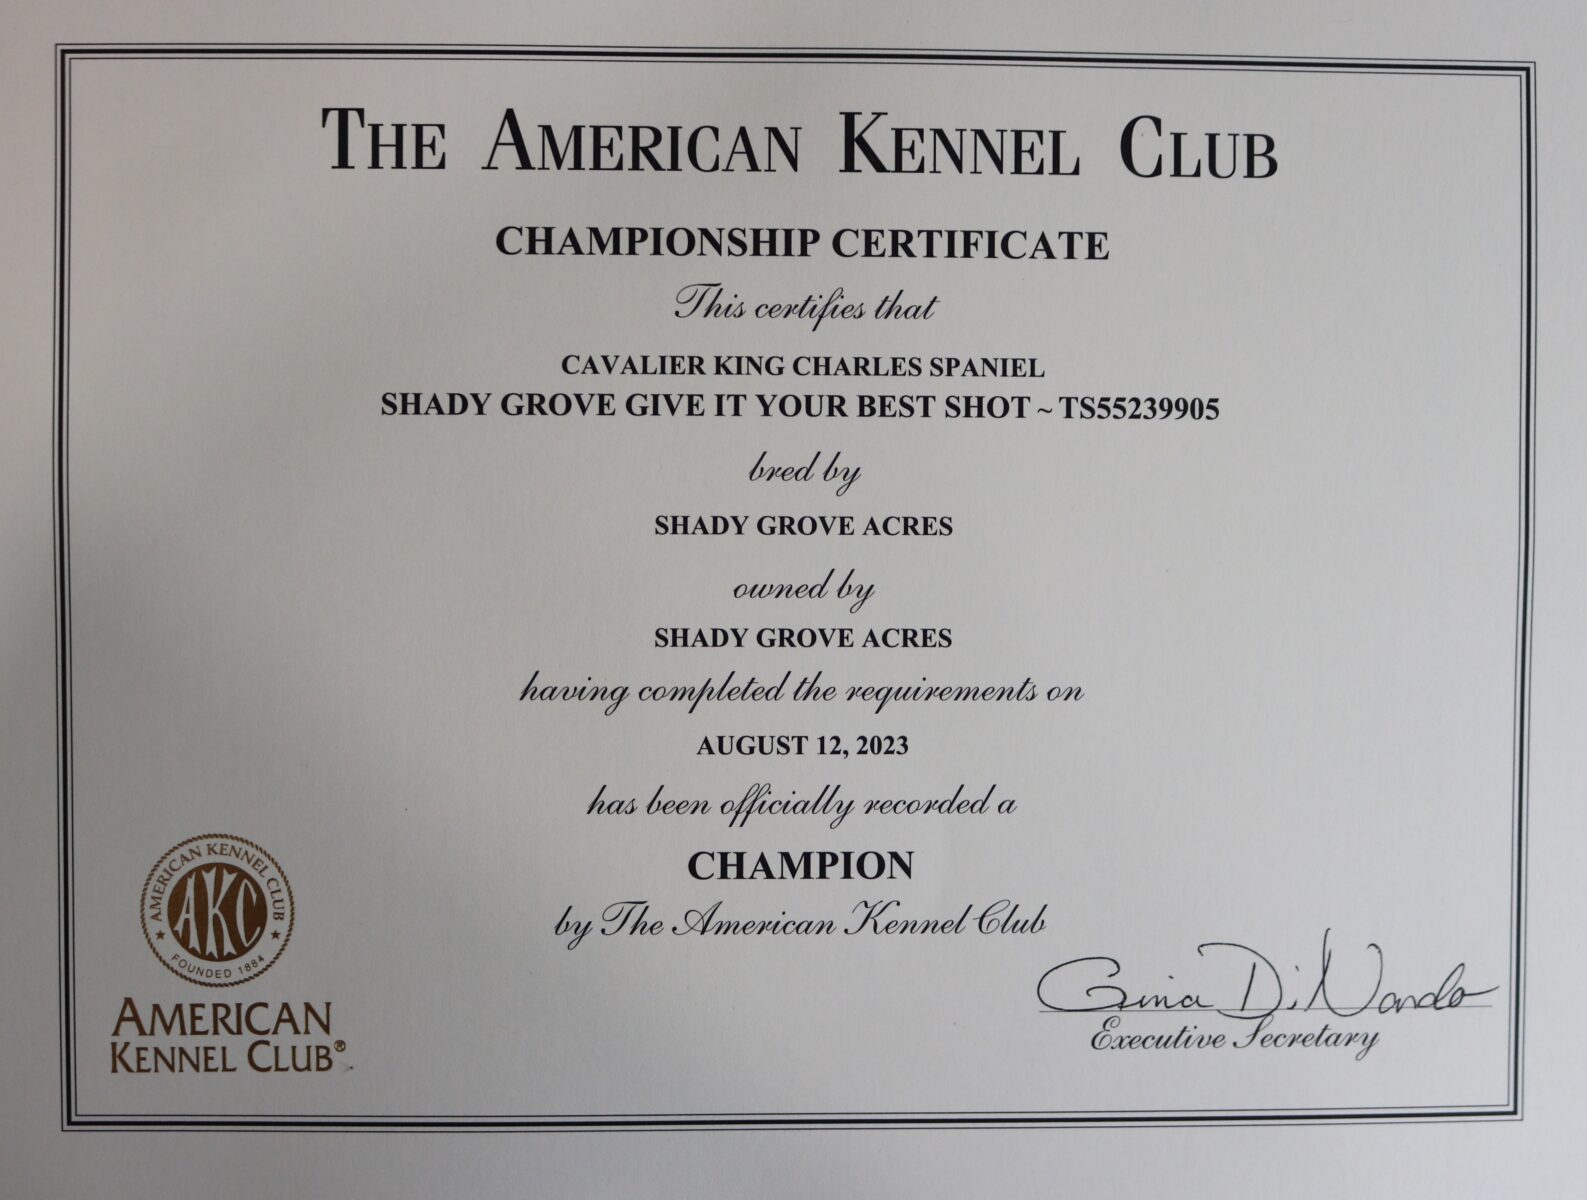 THE AMERICAN KENNEL CLUB
CHAMPIONSHIP CERTIFICATE
This certifies that
CAVALIER KING CHARLES SPANIEL
SHADY GROVE GIVE IT YOUR BEST SHOT ~ TS55239905
bred by
SHADY GROVE ACRES
owned by
SHADY GROVE ACRES
having completed the requirements on
AUGUST 12, 2023
has been officially recorded a
CHAMPION
by The American Kennel Club
AMERICAN KENNEL CLUB
AKC
★ FOUNDED 1884 ★
AMERICAN
KENNEL CLUB®
Gina DiNardo
Executive Secretary